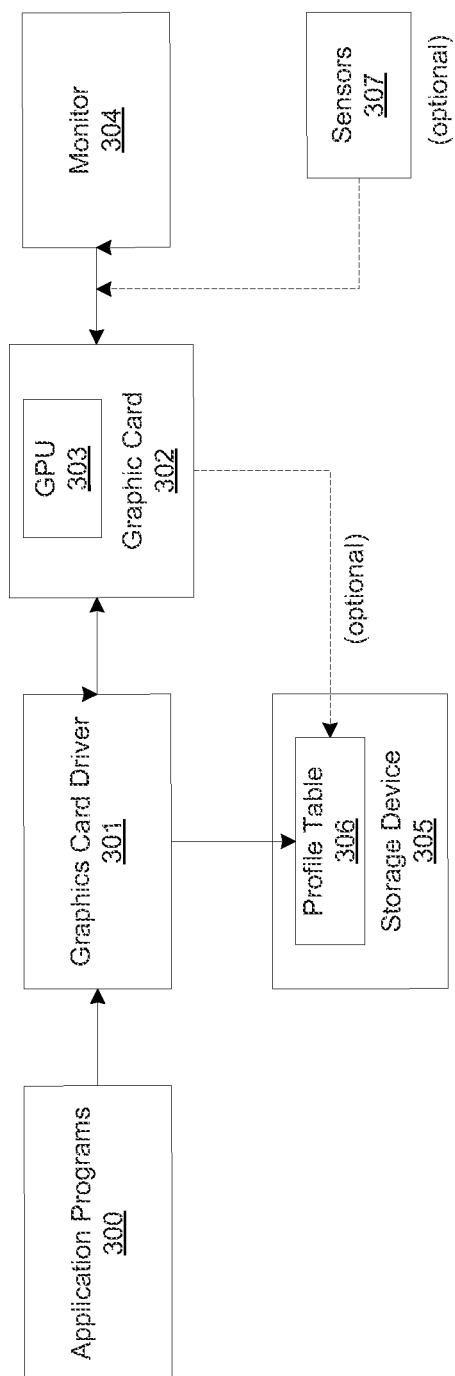 Application Programs
300
Graphics Card Driver
301
GPU
303
Graphic Card
302
Monitor
304
Profile Table
306
Storage Device
305
(optional)
Sensors
307
(optional)